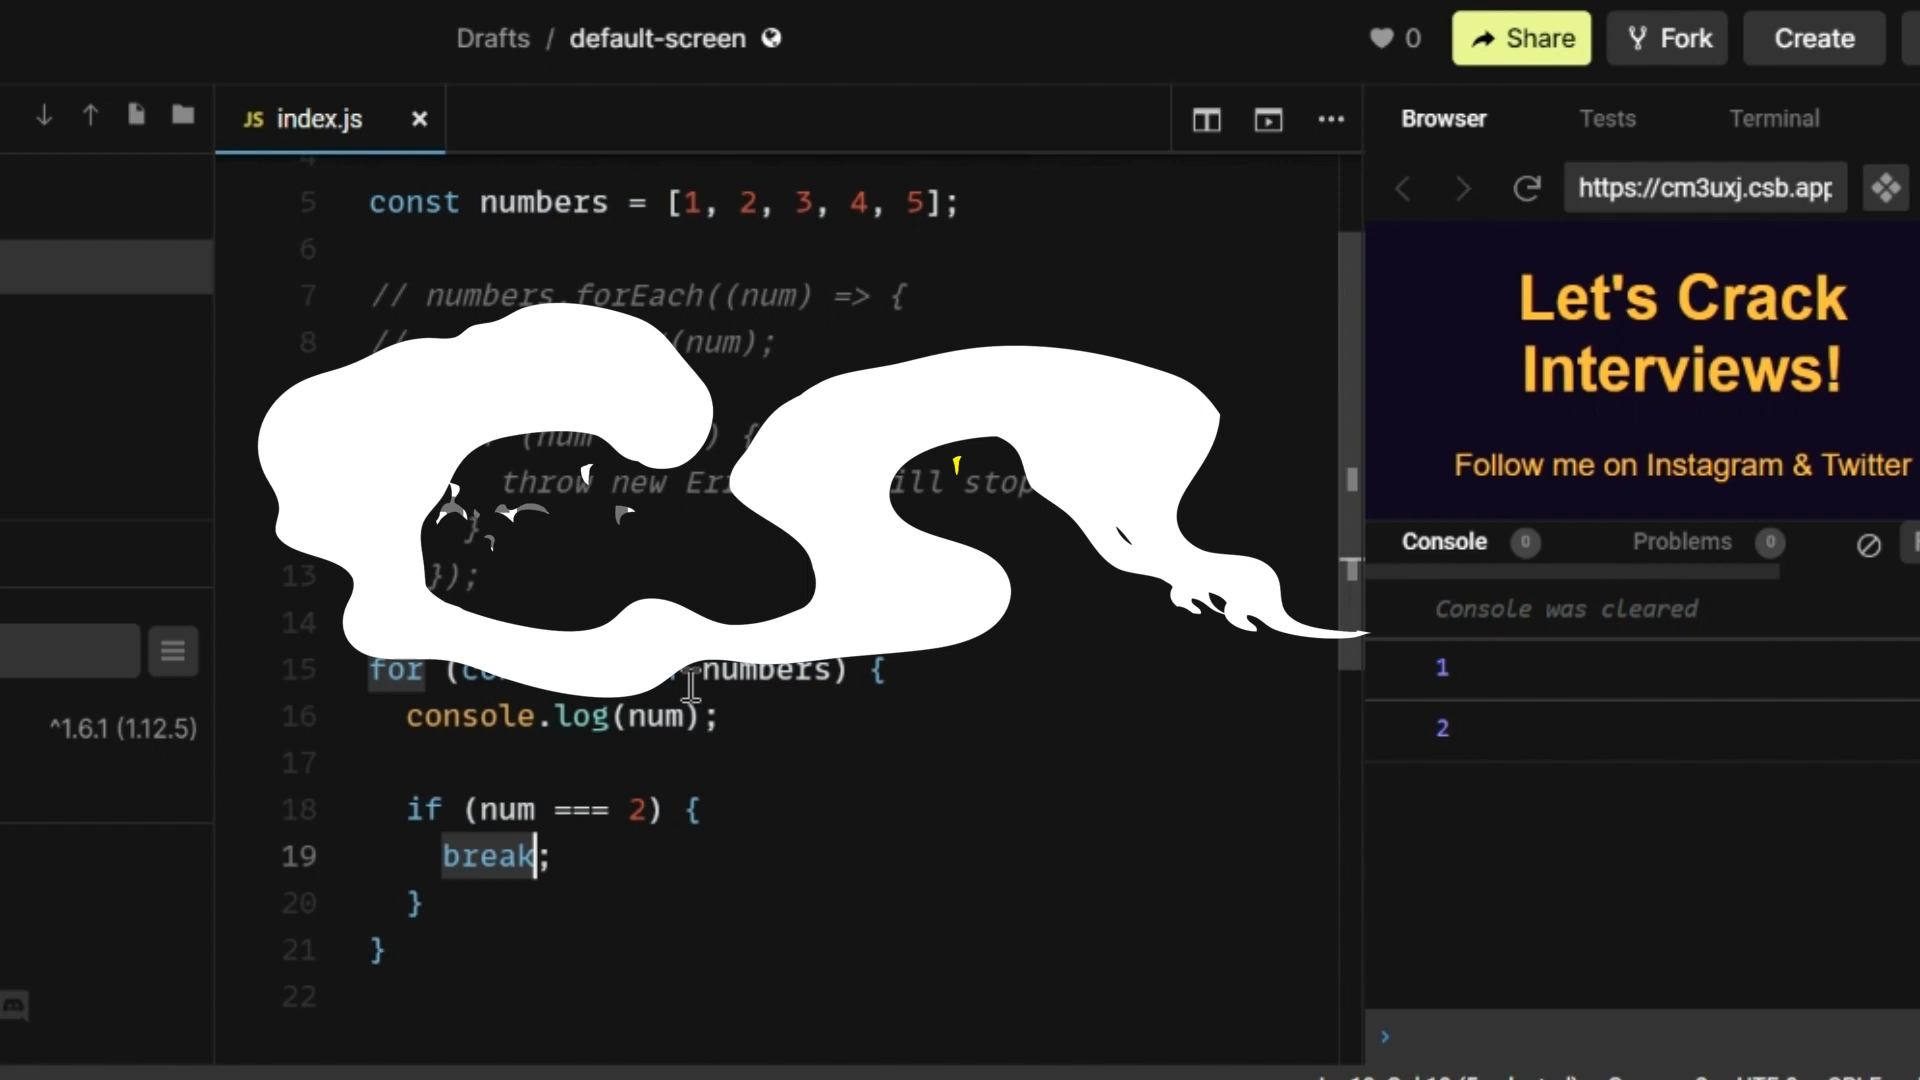 Drafts / default-screen
0 Share Fork Create
JS index.js
Browser Tests Terminal
https://cm3uxj.csb.app
5 const numbers = [1, 2, 3, 4, 5];
6
7 // numbers.forEach((num) => {
8 // (num);
(num ) {
throw new ill stop
}
13 });
14
15 for ( numbers) {
16 console.log(num);
17
18 if (num === 2) {
19 break;
20 }
21 }
22
^1.6.1 (1.12.5)
Let's Crack
Interviews!
Follow me on Instagram & Twitter
Console 0 Problems 0
Console was cleared
1
2